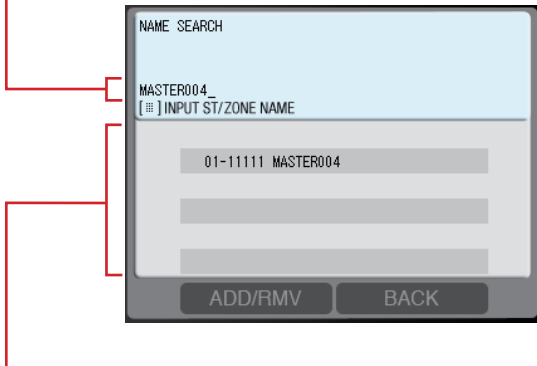 NAME SEARCH
MASTER004_
[⠿] INPUT ST/ZONE NAME
01-11111 MASTER004
ADD/RMV BACK